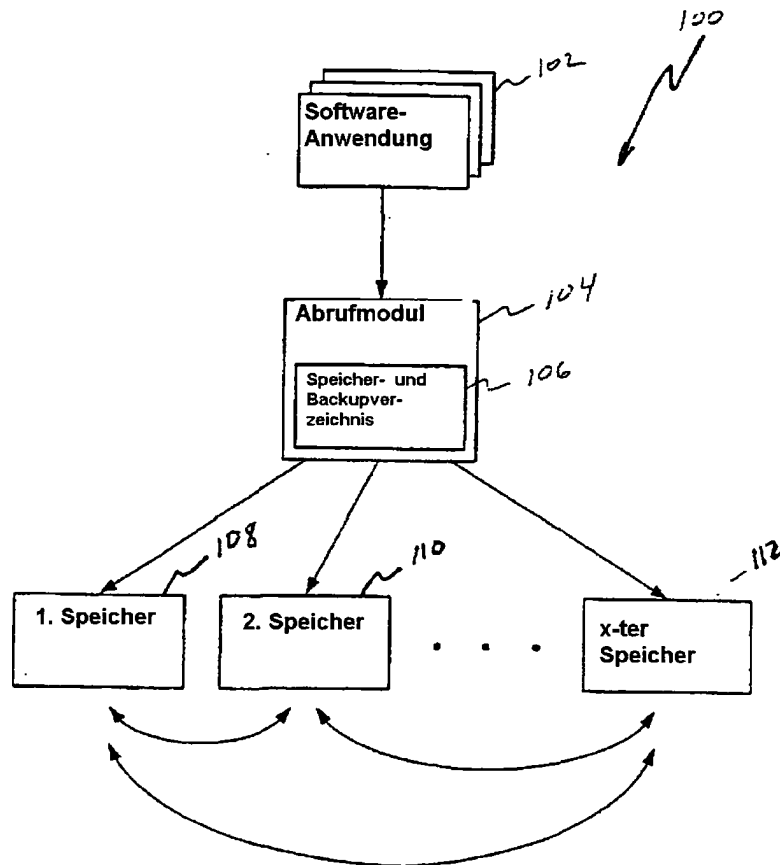 100
102
Software-
Anwendung
104
Abrufmodul
106
Speicher- und
Backupver-
zeichnis
108
110
112
1. Speicher
2. Speicher
. . .
x-ter
Speicher